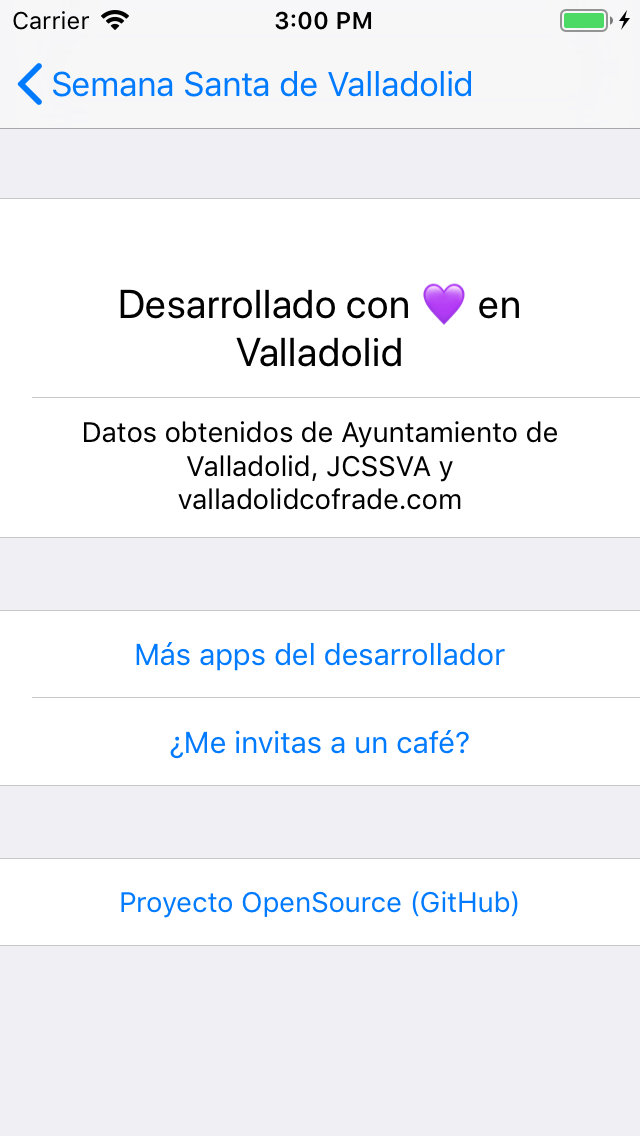 Carrier 3:00 PM
Semana Santa de Valladolid
Desarrollado con 💜 en
Valladolid
Datos obtenidos de Ayuntamiento de
Valladolid, JCSSVA y
valladolidcofrade.com
Más apps del desarrollador
¿Me invitas a un café?
Proyecto OpenSource (GitHub)